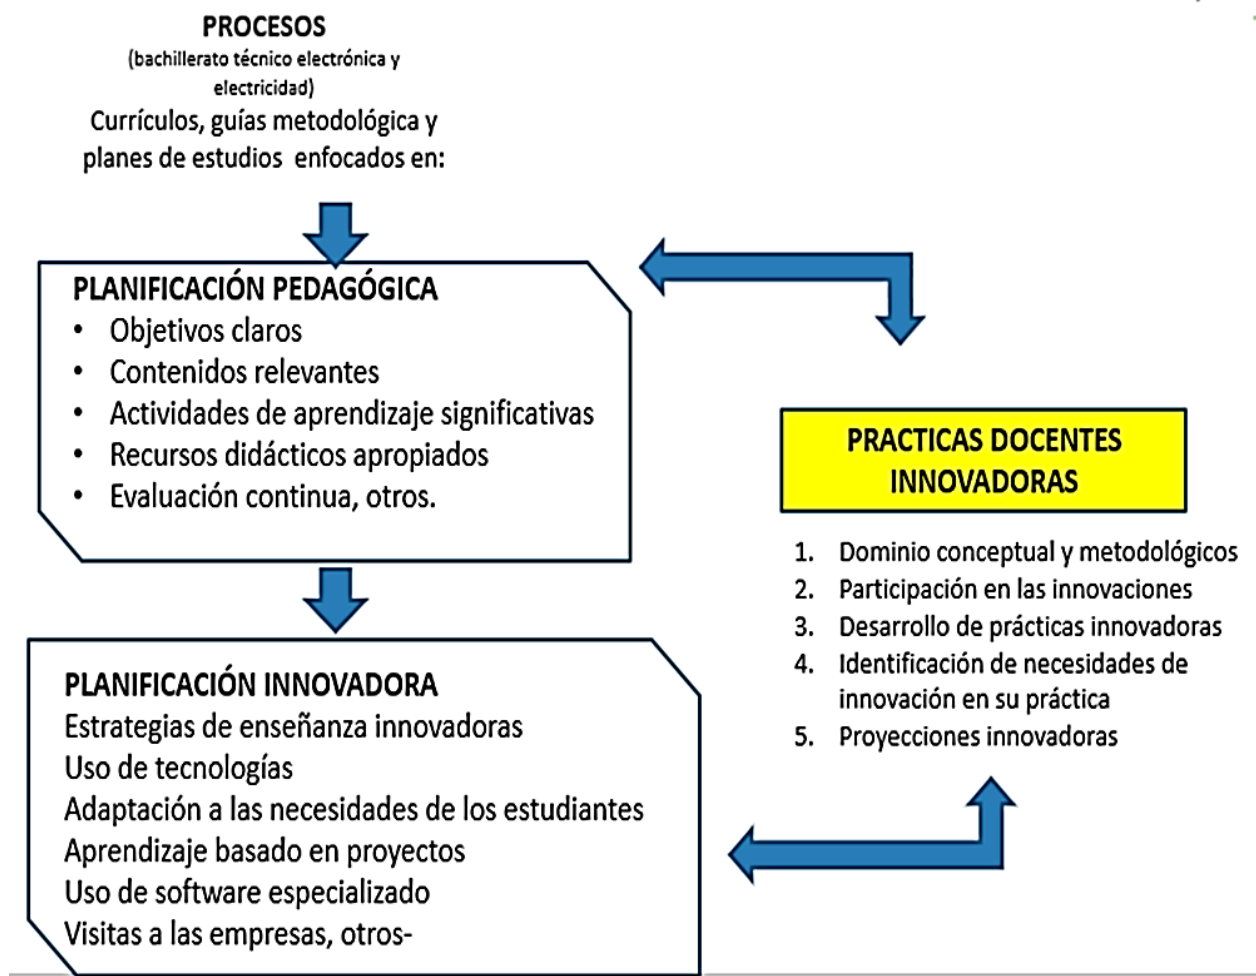 PROCESOS
(bachillerato técnico electrónica y
electricidad)
Currículos, guías metodológica y
planes de estudios enfocados en:
PLANIFICACIÓN PEDAGÓGICA
• Objetivos claros
• Contenidos relevantes
• Actividades de aprendizaje significativas
• Recursos didácticos apropiados
• Evaluación continua, otros.
PLANIFICACIÓN INNOVADORA
Estrategias de enseñanza innovadoras
Uso de tecnologías
Adaptación a las necesidades de los estudiantes
Aprendizaje basado en proyectos
Uso de software especializado
Visitas a las empresas, otros-
PRACTICAS DOCENTES
INNOVADORAS
1. Dominio conceptual y metodológicos
2. Participación en las innovaciones
3. Desarrollo de prácticas innovadoras
4. Identificación de necesidades de
innovación en su práctica
5. Proyecciones innovadoras